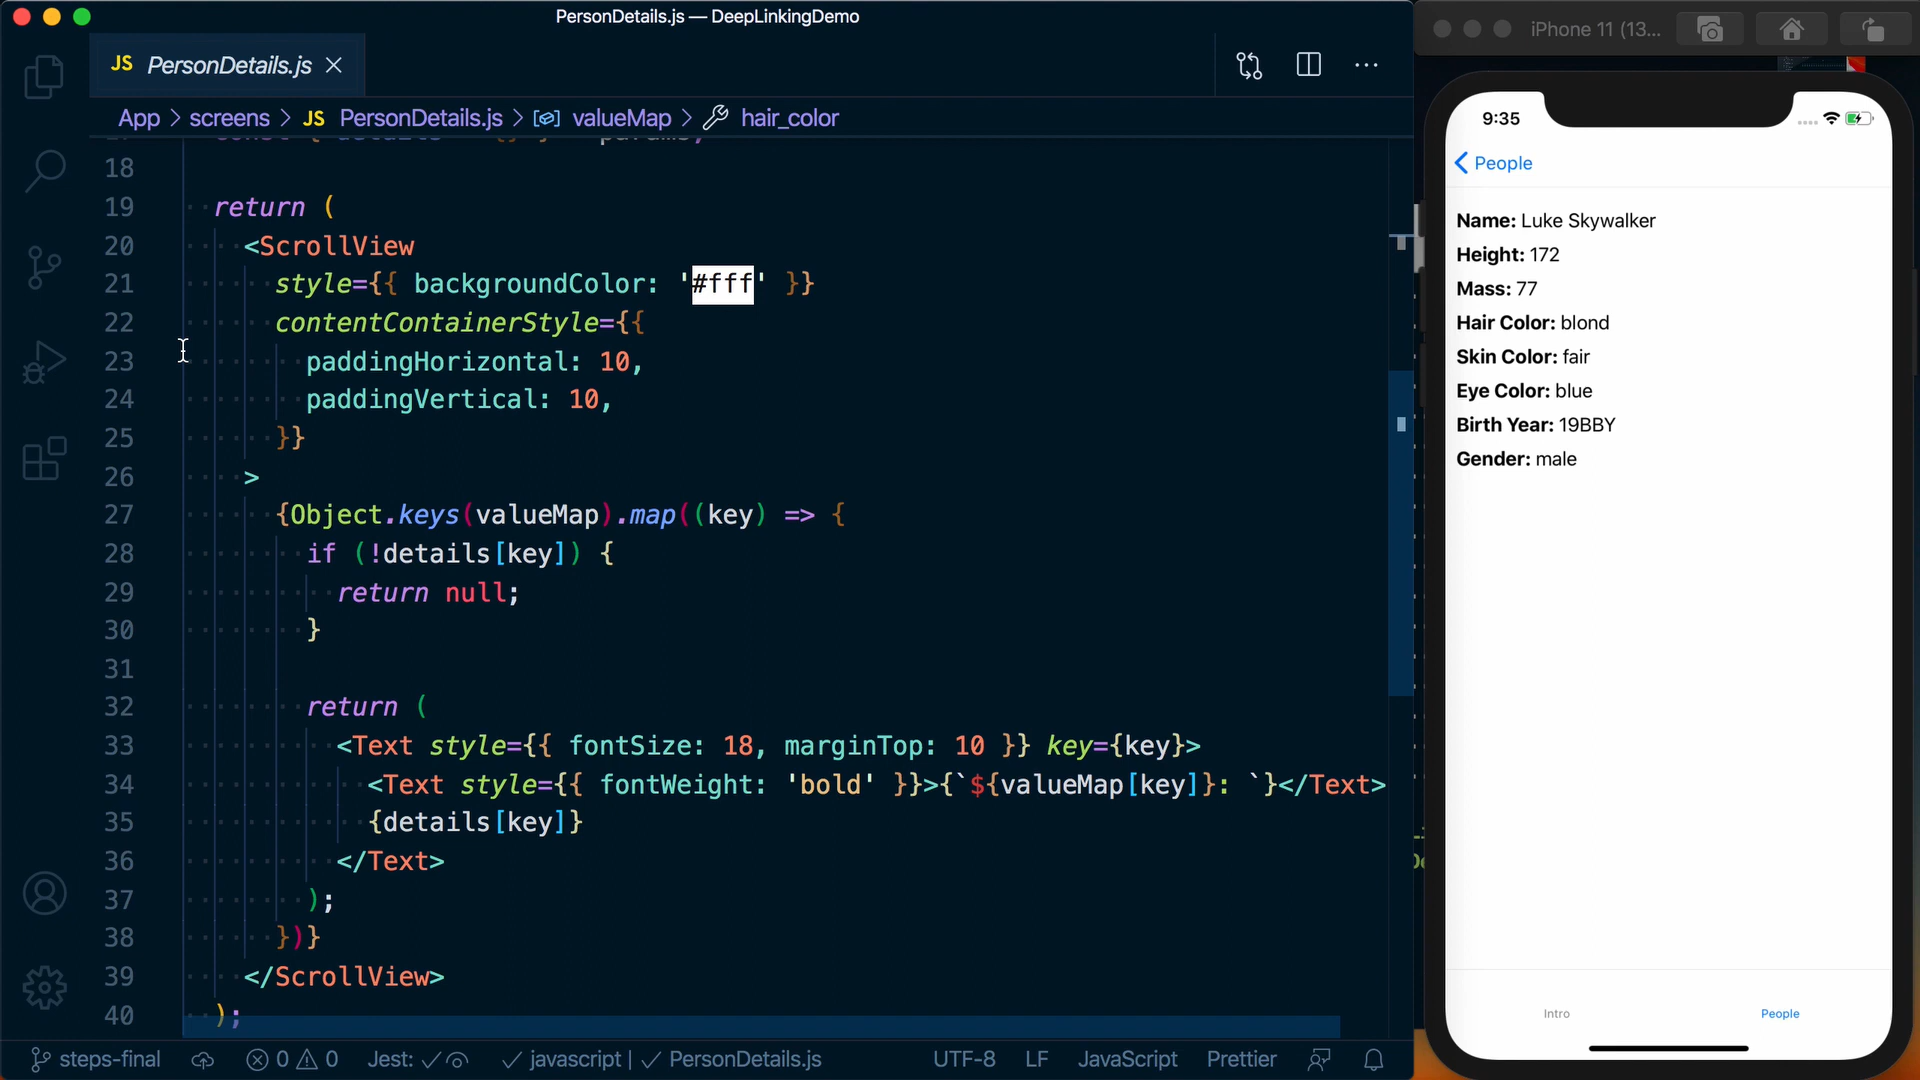 PersonDetails.js — DeepLinkingDemo
JS PersonDetails.js
App > screens > JS PersonDetails.js > valueMap > hair_color
18
19 return (
20 <ScrollView
21 style={{ backgroundColor: '#fff' }}
22 contentContainerStyle={{
23 paddingHorizontal: 10,
24 paddingVertical: 10,
25 }}
26 >
27 {Object.keys(valueMap).map((key) => {
28 if (!details[key]) {
29 return null;
30 }
31
32 return (
33 <Text style={{ fontSize: 18, marginTop: 10 }} key={key}>
34 <Text style={{ fontWeight: 'bold' }}>{`${valueMap[key]}: `}</Text>
35 {details[key]}
36 </Text>
37 );
38 })}
39 </ScrollView>
40 );
steps-final 0 0 Jest: javascript | PersonDetails.js UTF-8 LF JavaScript Prettier
iPhone 11 (13...
9:35
People
Name: Luke Skywalker
Height: 172
Mass: 77
Hair Color: blond
Skin Color: fair
Eye Color: blue
Birth Year: 19BBY
Gender: male
Intro People